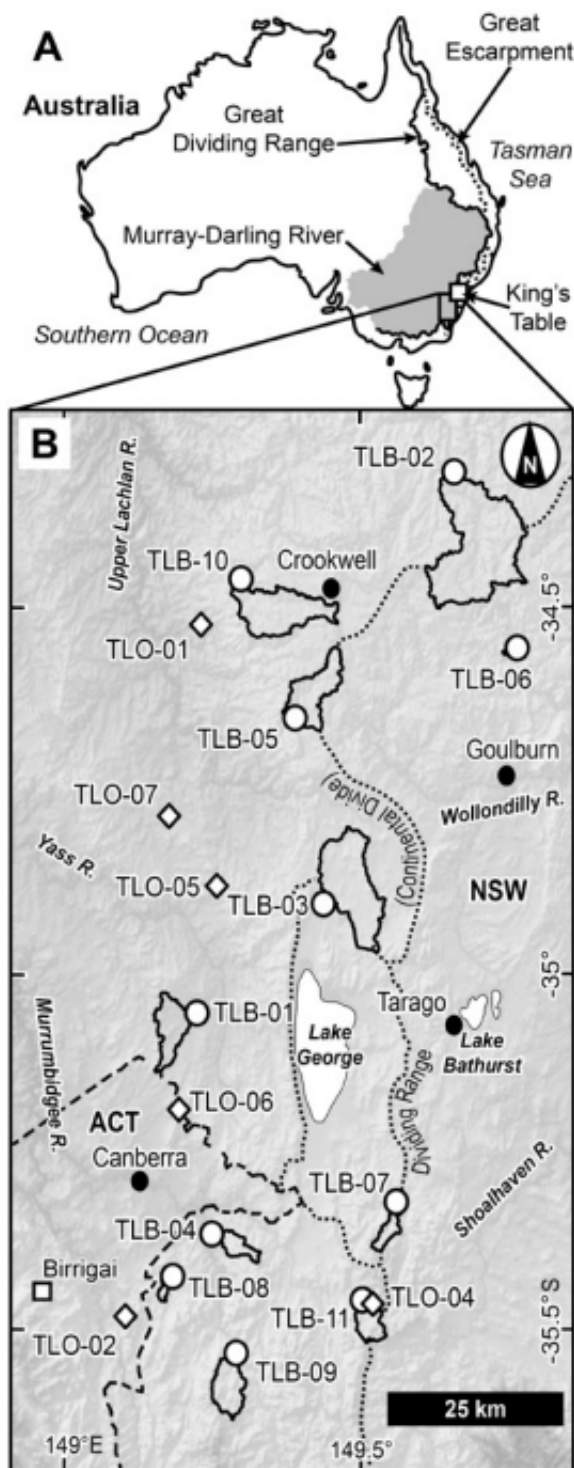 A
Australia
Great
Escarpment
Great
Dividing Range
Tasman
Sea
Murray-Darling River
King's
Table
Southern Ocean
B
N
TLB-02
Upper Lachlan R.
TLB-10
Crookwell
-34.5°
TLO-01
TLB-06
TLB-05
Goulburn
TLO-07
Wollondilly R.
(Continental Divide)
Yass R.
TLO-05
TLB-03
NSW
-35°
TLB-01
Tarago
Lake
George
Lake
Bathurst
Murrumbidgee R.
TLO-06
ACT
Dividing Range
Canberra
TLB-07
Shoalhaven R.
TLB-04
Birrigai
TLB-08
TLO-04
TLB-11
TLO-02
-35.5°S
TLB-09
25 km
149°E
149.5°